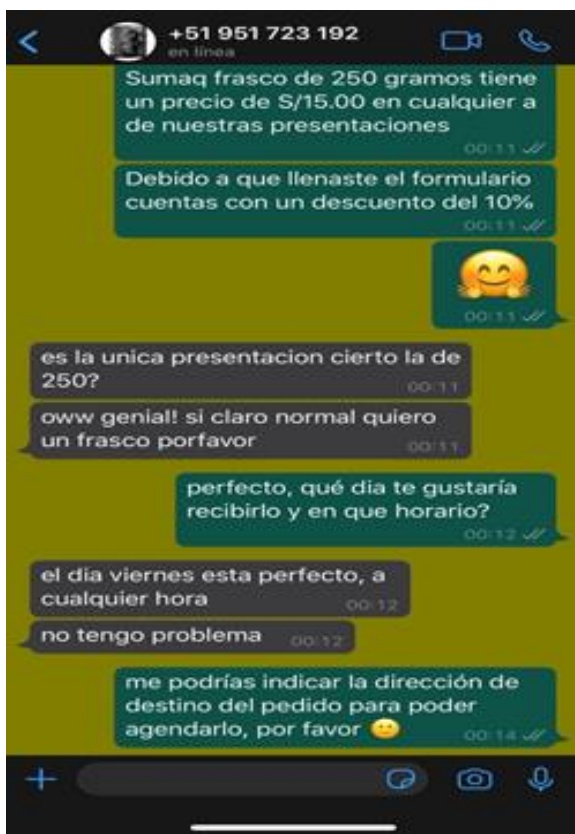 +51 951 723 192
en línea
Sumaq frasco de 250 gramos tiene
un precio de S/15.00 en cualquier a
de nuestras presentaciones
00:11
Debido a que llenaste el formulario
cuentas con un descuento del 10%
00:11
00:11
es la unica presentacion cierto la de
250?
00:11
oww genial! si claro normal quiero
un frasco porfavor
00:11
perfecto, qué dia te gustaría
recibirlo y en que horario?
00:12
el dia viernes esta perfecto, a
cualquier hora
00:12
no tengo problema
00:12
me podrías indicar la dirección de
destino del pedido para poder
agendarlo, por favor 🙂
00:14